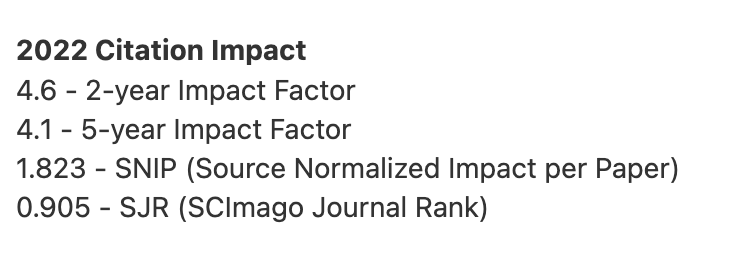 2022 Citation Impact
4.6 - 2-year Impact Factor
4.1 - 5-year Impact Factor
1.823 - SNIP (Source Normalized Impact per Paper)
0.905 - SJR (SCImago Journal Rank)